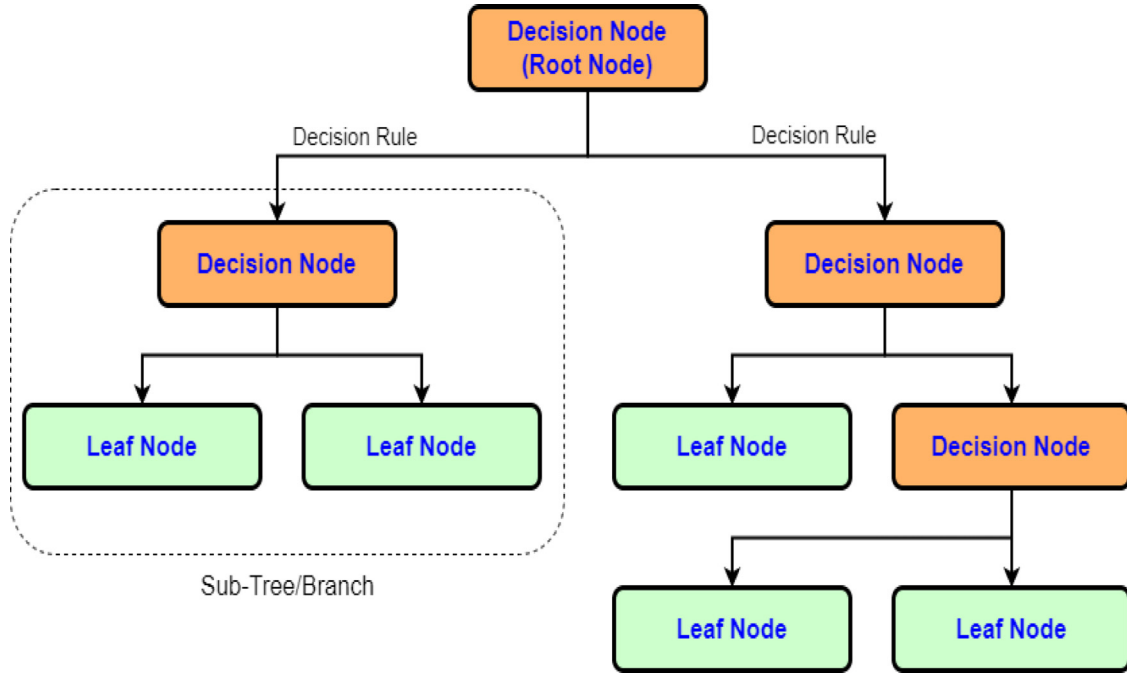 Decision Node
(Root Node)
Decision Rule
Decision Rule
Decision Node
Decision Node
Leaf Node
Leaf Node
Leaf Node
Decision Node
Sub-Tree/Branch
Leaf Node
Leaf Node